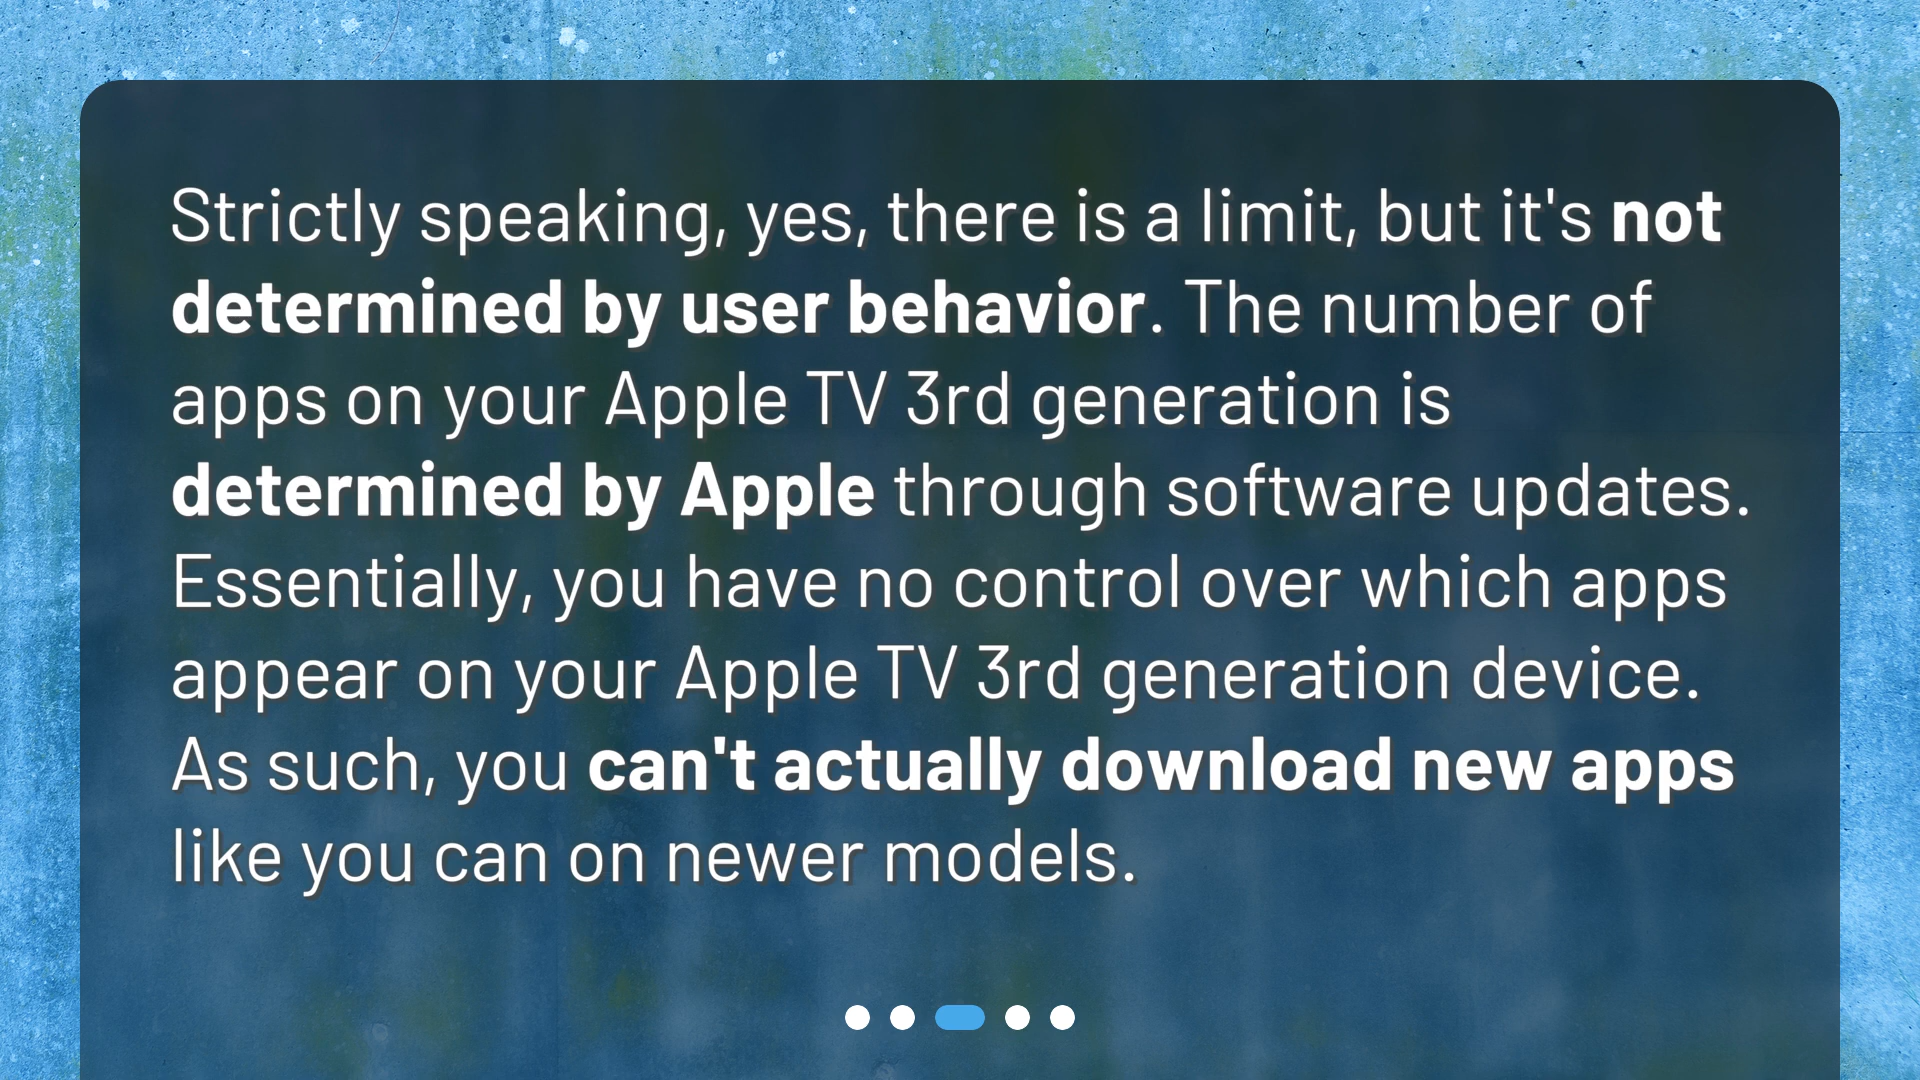 Strictly speaking, yes, there is a limit, but it's not
determined by user behavior. The number of
apps on your Apple TV 3rd generation is
determined by Apple through software updates.
Essentially, you have no control over which apps
appear on your Apple TV 3rd generation device.
As such, you can't actually download new apps
like you can on newer models.